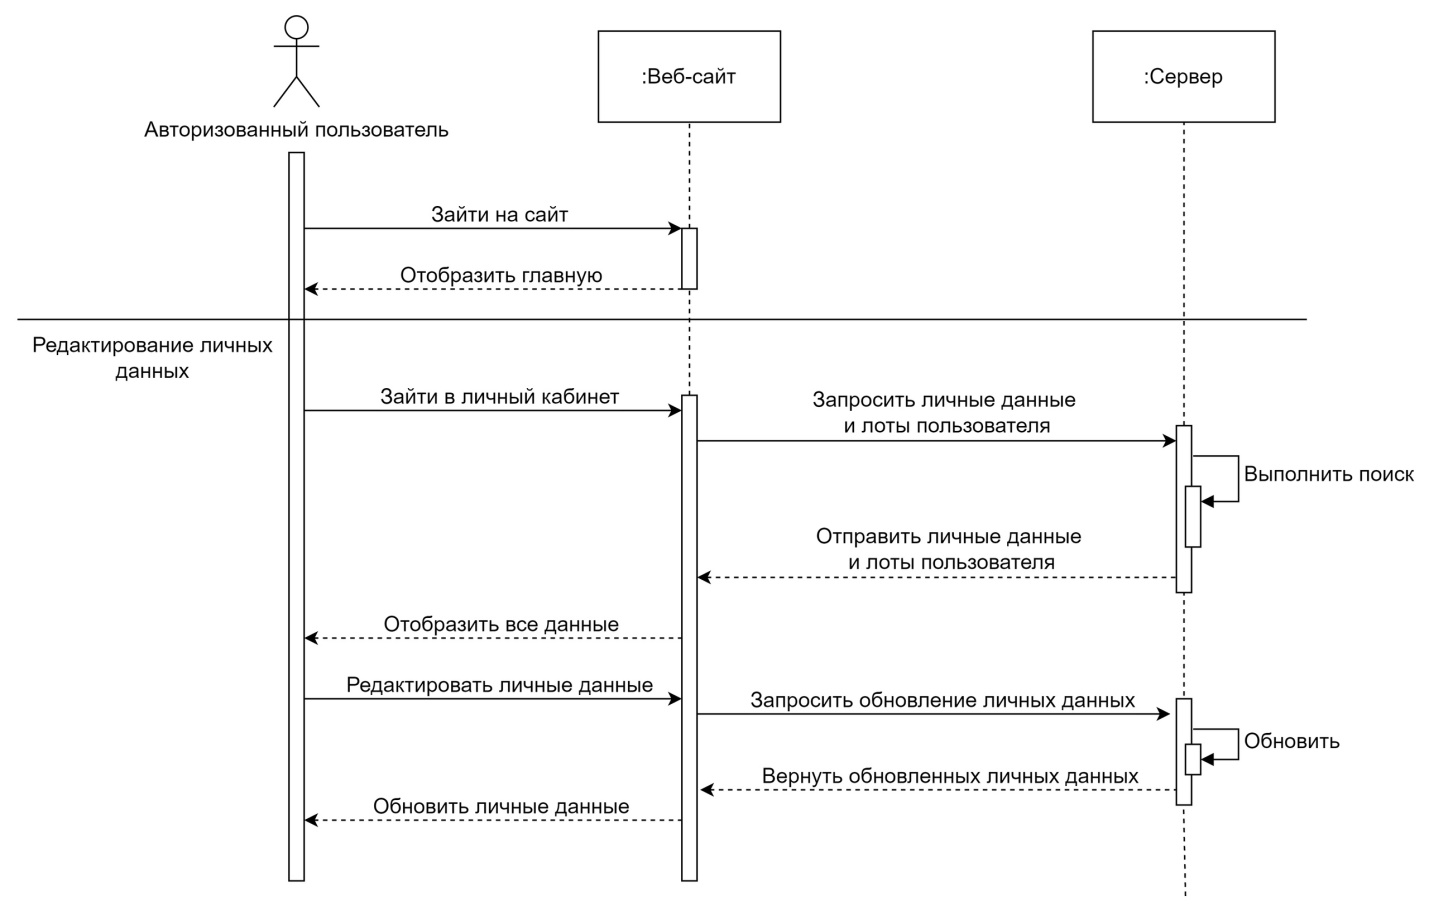 :Веб-сайт
:Сервер
Авторизованный пользователь
Зайти на сайт
Отобразить главную
Редактирование личных
данных
Зайти в личный кабинет
Запросить личные данные
и лоты пользователя
Выполнить поиск
Отправить личные данные
и лоты пользователя
Отобразить все данные
Редактировать личные данные
Запросить обновление личных данных
Обновить
Вернуть обновленных личных данных
Обновить личные данные